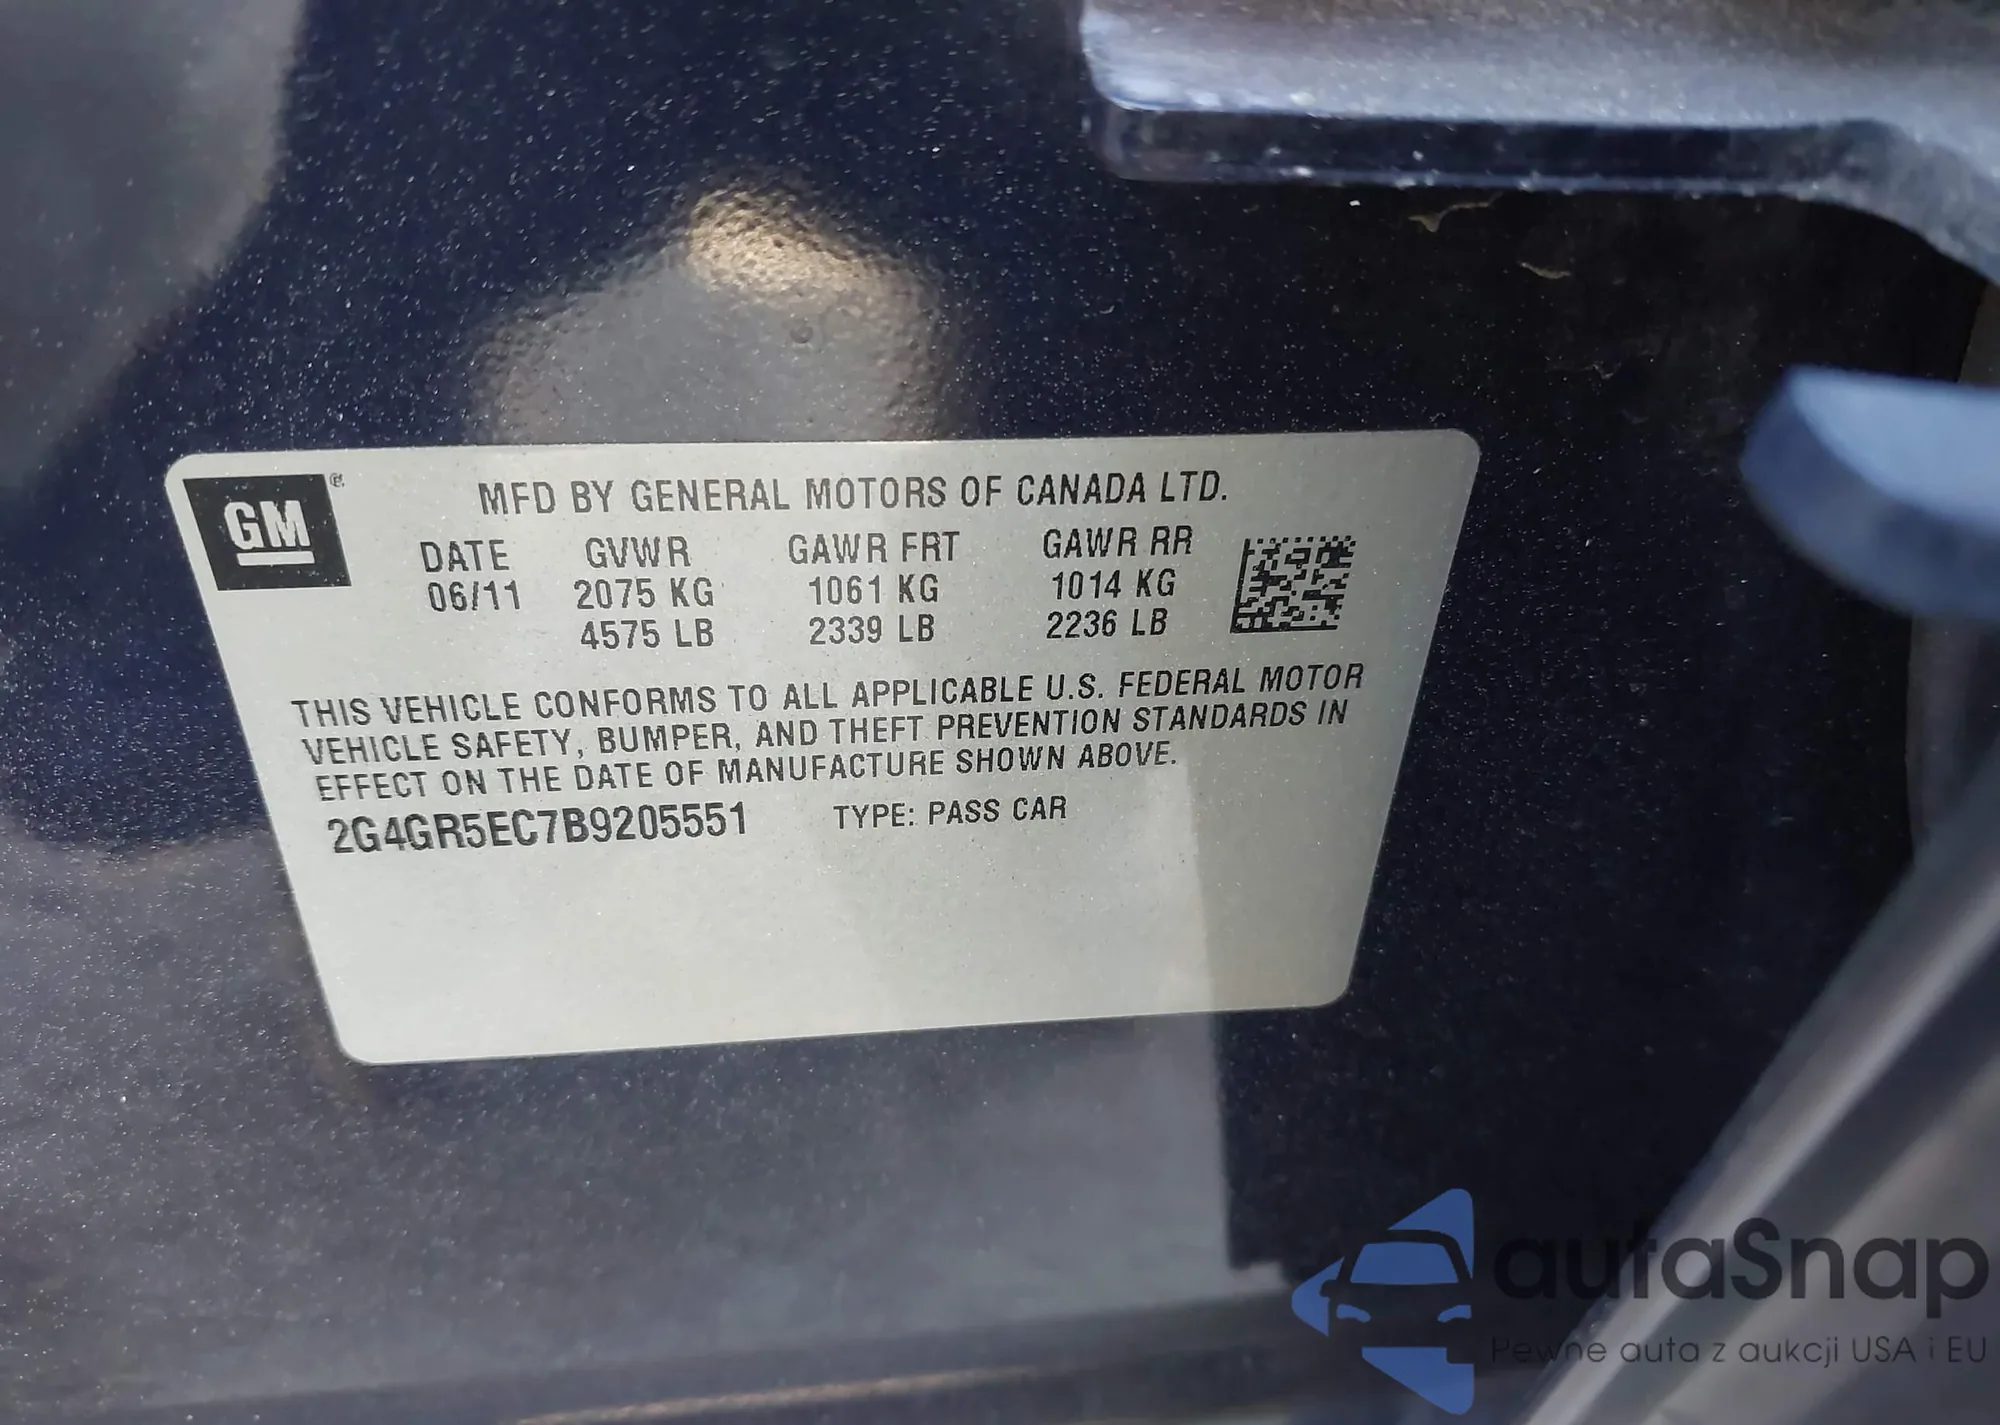 GM ®
MFD BY GENERAL MOTORS OF CANADA LTD.
DATE GVWR GAWR FRT GAWR RR
06/11 2075 KG 1061 KG 1014 KG
4575 LB 2339 LB 2236 LB
THIS VEHICLE CONFORMS TO ALL APPLICABLE U.S. FEDERAL MOTOR
VEHICLE SAFETY, BUMPER, AND THEFT PREVENTION STANDARDS IN
EFFECT ON THE DATE OF MANUFACTURE SHOWN ABOVE.
2G4GR5EC7B9205551 TYPE: PASS CAR
autaSnap
Pewne auta z aukcji USA i EU